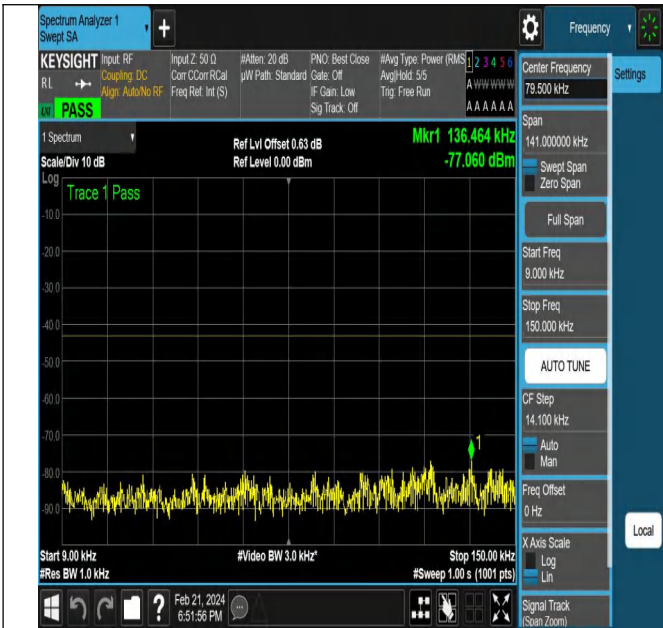 Spectrum Analyzer 1
Swept SA
Frequency
KEYSIGHT
Input: RF
Input Z: 50 Ω
#Atten: 20 dB
PNO: Best Close
#Avg Type: Power (RMS)
1 2 3 4 5 6
RL
Coupling: DC
Corr CCorr RCal
µW Path: Standard
Gate: Off
Avg|Hold: 5/5
A W W W W W
Align: Auto/No RF
Freq Ref: Int (S)
IF Gain: Low
Trig: Free Run
PASS
Sig Track: Off
A A A A A A
1 Spectrum
Ref Lvl Offset 0.63 dB
Mkr1 136.464 kHz
Scale/Div 10 dB
Ref Level 0.00 dBm
-77.060 dBm
Log
Trace 1 Pass
-10.0
-20.0
-30.0
-40.0
-50.0
-60.0
-70.0
1
-80.0
-90.0
Start 9.00 kHz
#Video BW 3.0 kHz*
Stop 150.00 kHz
#Res BW 1.0 kHz
#Sweep 1.00 s (1001 pts)
Feb 21, 2024
6:51:56 PM
Center Frequency
79.500 kHz
Settings
Span
141.000000 kHz
Swept Span
Zero Span
Full Span
Start Freq
9.000 kHz
Stop Freq
150.000 kHz
AUTO TUNE
CF Step
14.100 kHz
Auto
Man
Freq Offset
0 Hz
Local
X Axis Scale
Log
Lin
Signal Track
(Span Zoom)